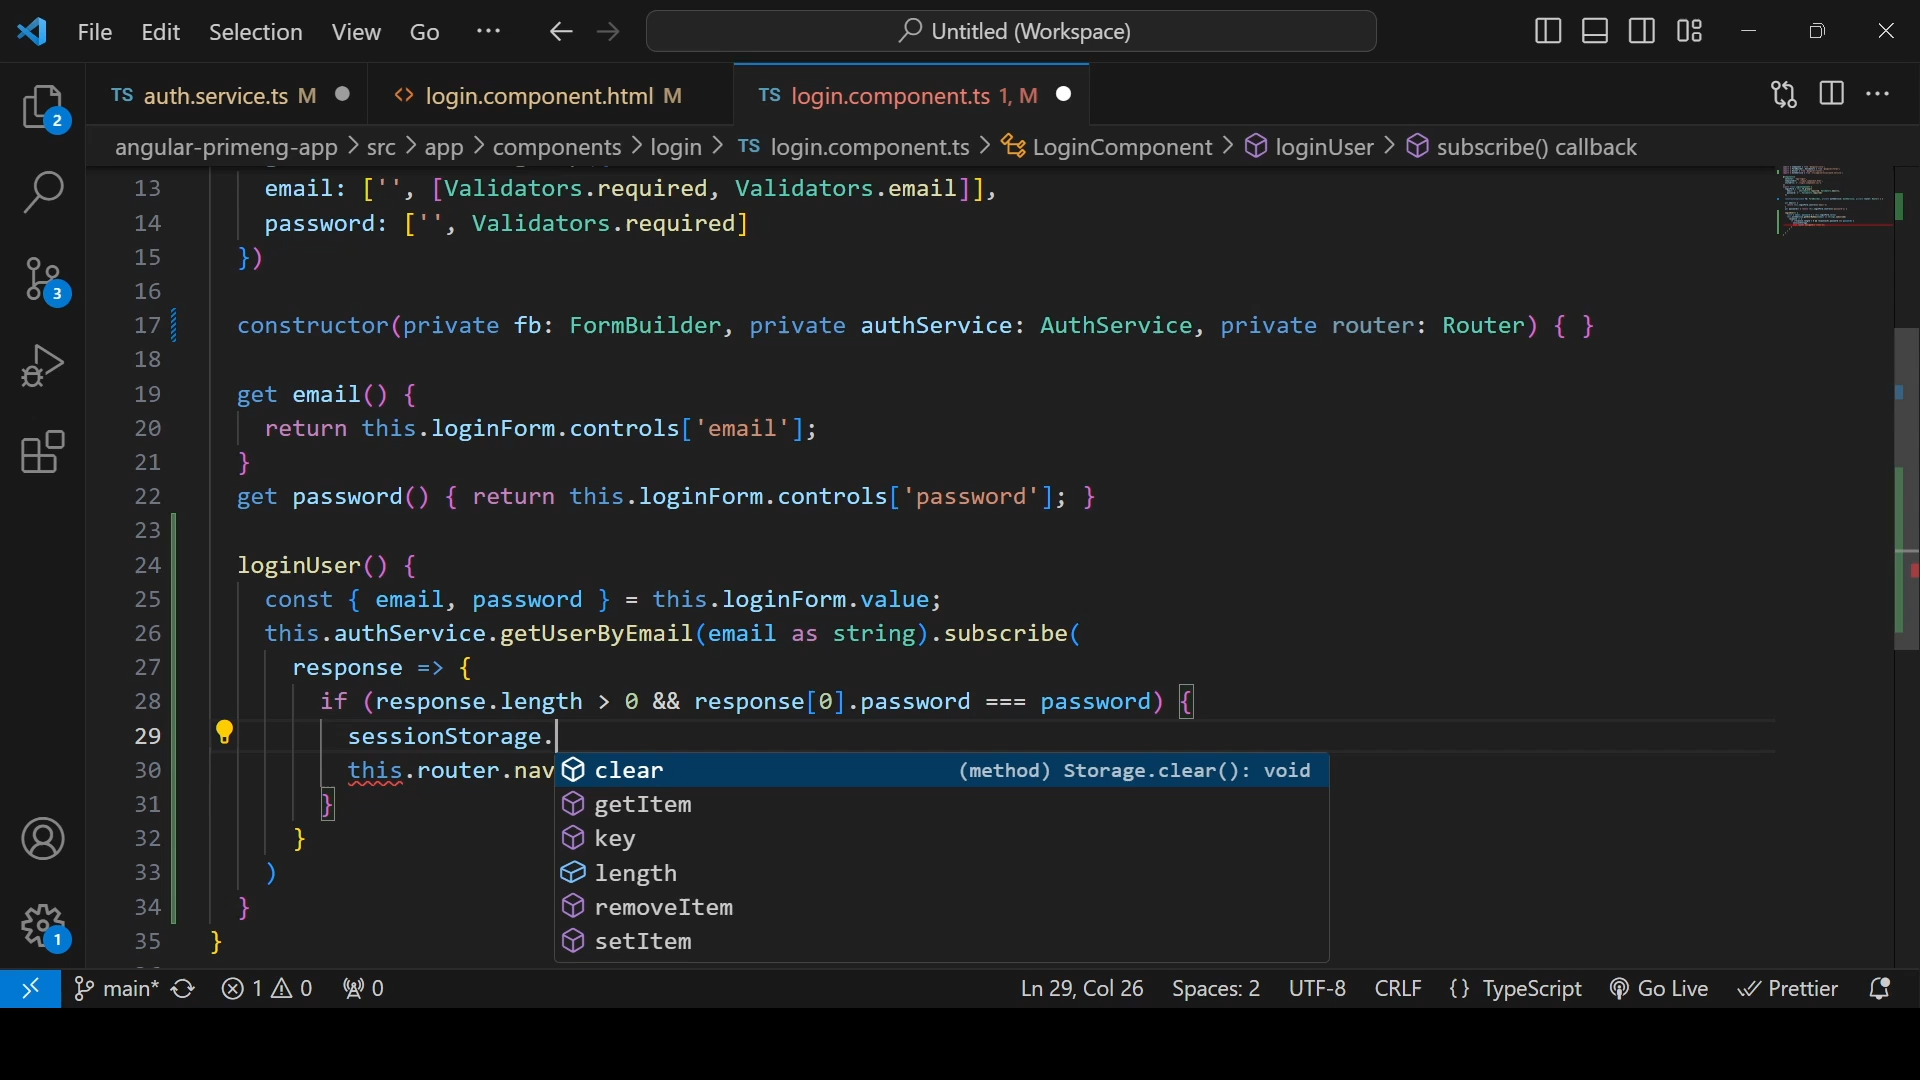 File Edit Selection View Go ··· Untitled (Workspace)
2
3
1
TS auth.service.ts M
<> login.component.html M
TS login.component.ts 1, M
angular-primeng-app > src > app > components > login > TS login.component.ts > LoginComponent > loginUser > subscribe() callback
13 email: ['', [Validators.required, Validators.email]],
14 password: ['', Validators.required]
15 })
16
17 constructor(private fb: FormBuilder, private authService: AuthService, private router: Router) { }
18
19 get email() {
20 return this.loginForm.controls['email'];
21 }
22 get password() { return this.loginForm.controls['password']; }
23
24 loginUser() {
25 const { email, password } = this.loginForm.value;
26 this.authService.getUserByEmail(email as string).subscribe(
27 response => {
28 if (response.length > 0 && response[0].password === password) {
29 sessionStorage.
30 this.router.nav
31 }
32 }
33 )
34 }
35 }
clear (method) Storage.clear(): void
getItem
key
length
removeItem
setItem
main* 1 0 0 Ln 29, Col 26 Spaces: 2 UTF-8 CRLF {} TypeScript Go Live Prettier